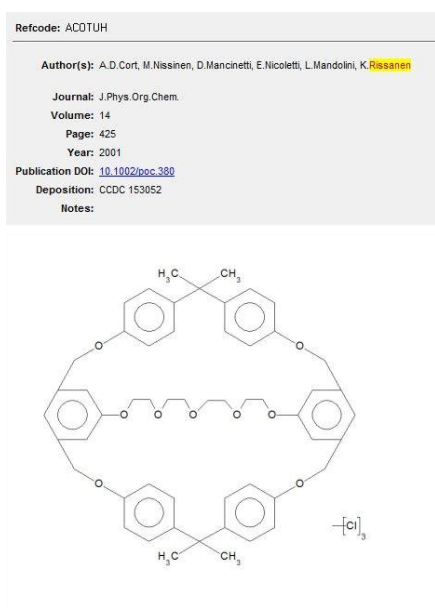 Refcode: ACOTUH
Author(s): A.D.Cort, M.Nissinen, D.Mancinetti, E.Nicoletti, L.Mandolini, K.Rissanen
Journal: J.Phys.Org.Chem.
Volume: 14
Page: 425
Year: 2001
Publication DOI: 10.1002/poc.380
Deposition: CCDC 153052
Notes:
H3C CH3
O O
O O O O O
O O
[Cl]3
H3C CH3